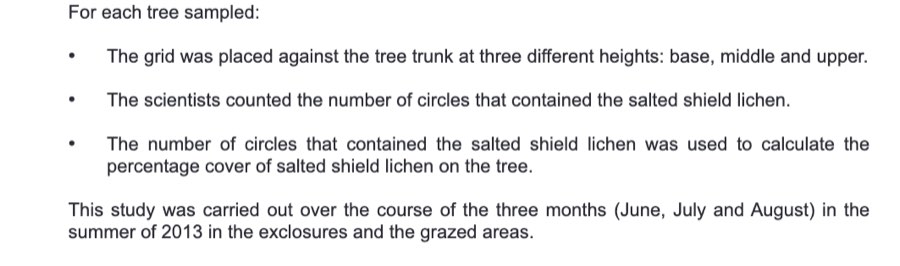 For each tree sampled:
• The grid was placed against the tree trunk at three different heights: base, middle and upper.
• The scientists counted the number of circles that contained the salted shield lichen.
• The number of circles that contained the salted shield lichen was used to calculate the
percentage cover of salted shield lichen on the tree.
This study was carried out over the course of the three months (June, July and August) in the
summer of 2013 in the exclosures and the grazed areas.